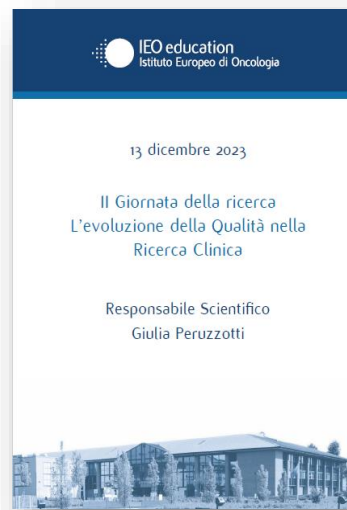 IEO education
Istituto Europeo di Oncologia
13 dicembre 2023
II Giornata della ricerca
L'evoluzione della Qualità nella
Ricerca Clinica
Responsabile Scientifico
Giulia Peruzzotti